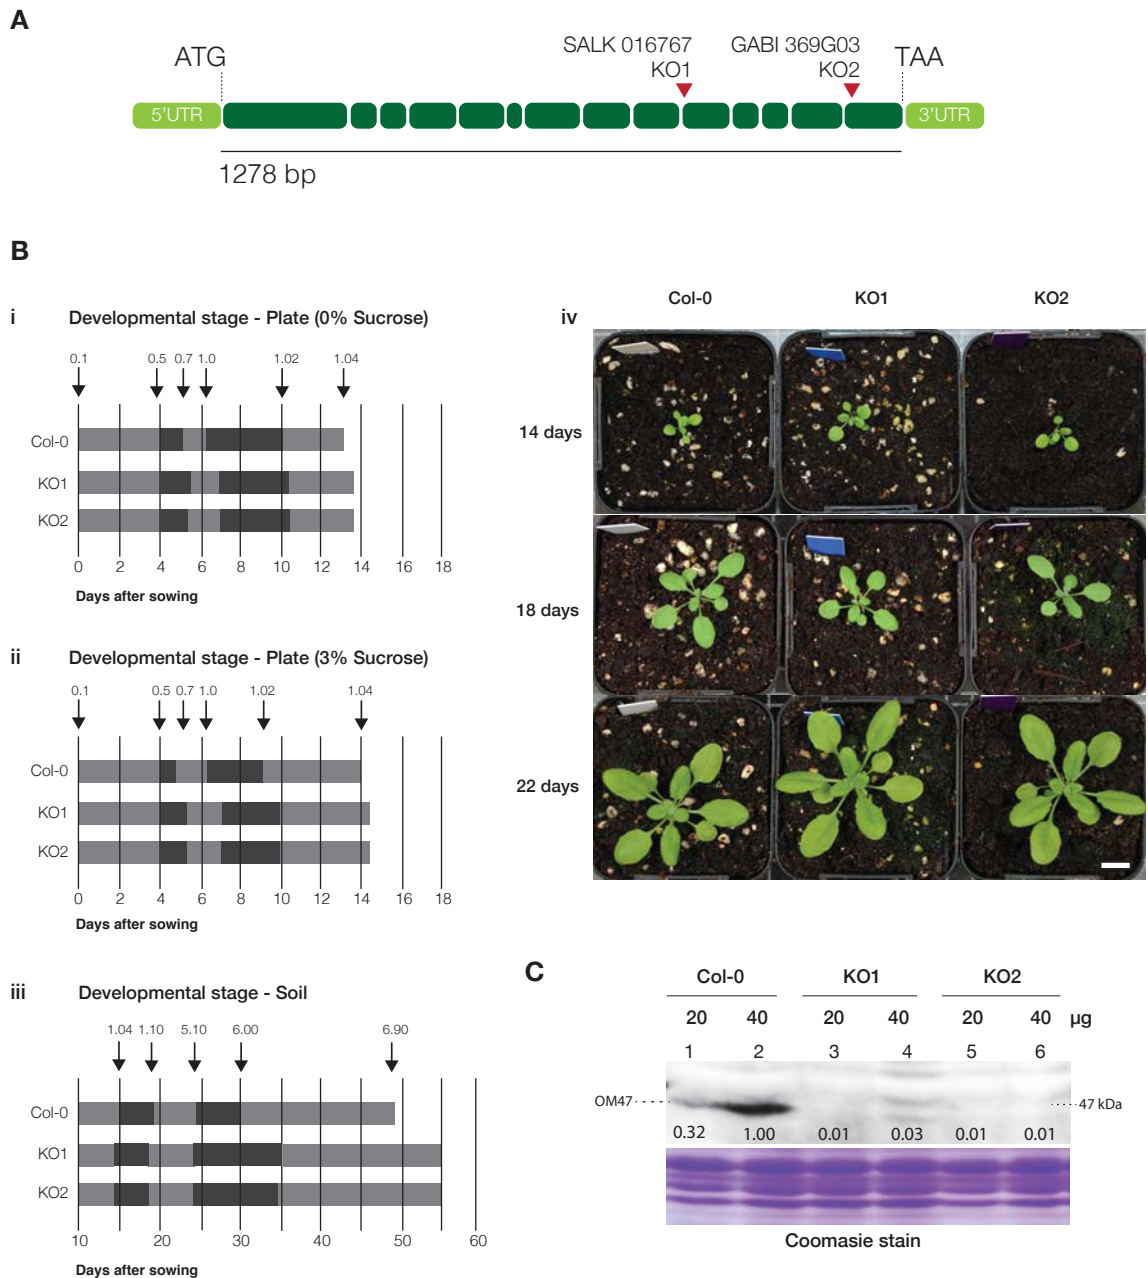 A
SALK 016767
GABI 369G03
ATG
KO1
KO2
TAA
5'UTR
3'UTR
1278 bp
B
i
Developmental stage - Plate (0% Sucrose)
0.1 0.5 0.7 1.0 1.02 1.04
Col-0
KO1
KO2
0 2 4 6 8 10 12 14 16 18
Days after sowing
ii
Developmental stage - Plate (3% Sucrose)
0.1 0.5 0.7 1.0 1.02 1.04
Col-0
KO1
KO2
0 2 4 6 8 10 12 14 16 18
Days after sowing
iii
Developmental stage - Soil
1.04 1.10 5.10 6.00 6.90
Col-0
KO1
KO2
10 20 30 40 50 60
Days after sowing
iv
Col-0 KO1 KO2
14 days
18 days
22 days
C
Col-0 KO1 KO2
20 40 20 40 20 40 µg
1 2 3 4 5 6
OM47 47 kDa
0.32 1.00 0.01 0.03 0.01 0.01
Coomasie stain